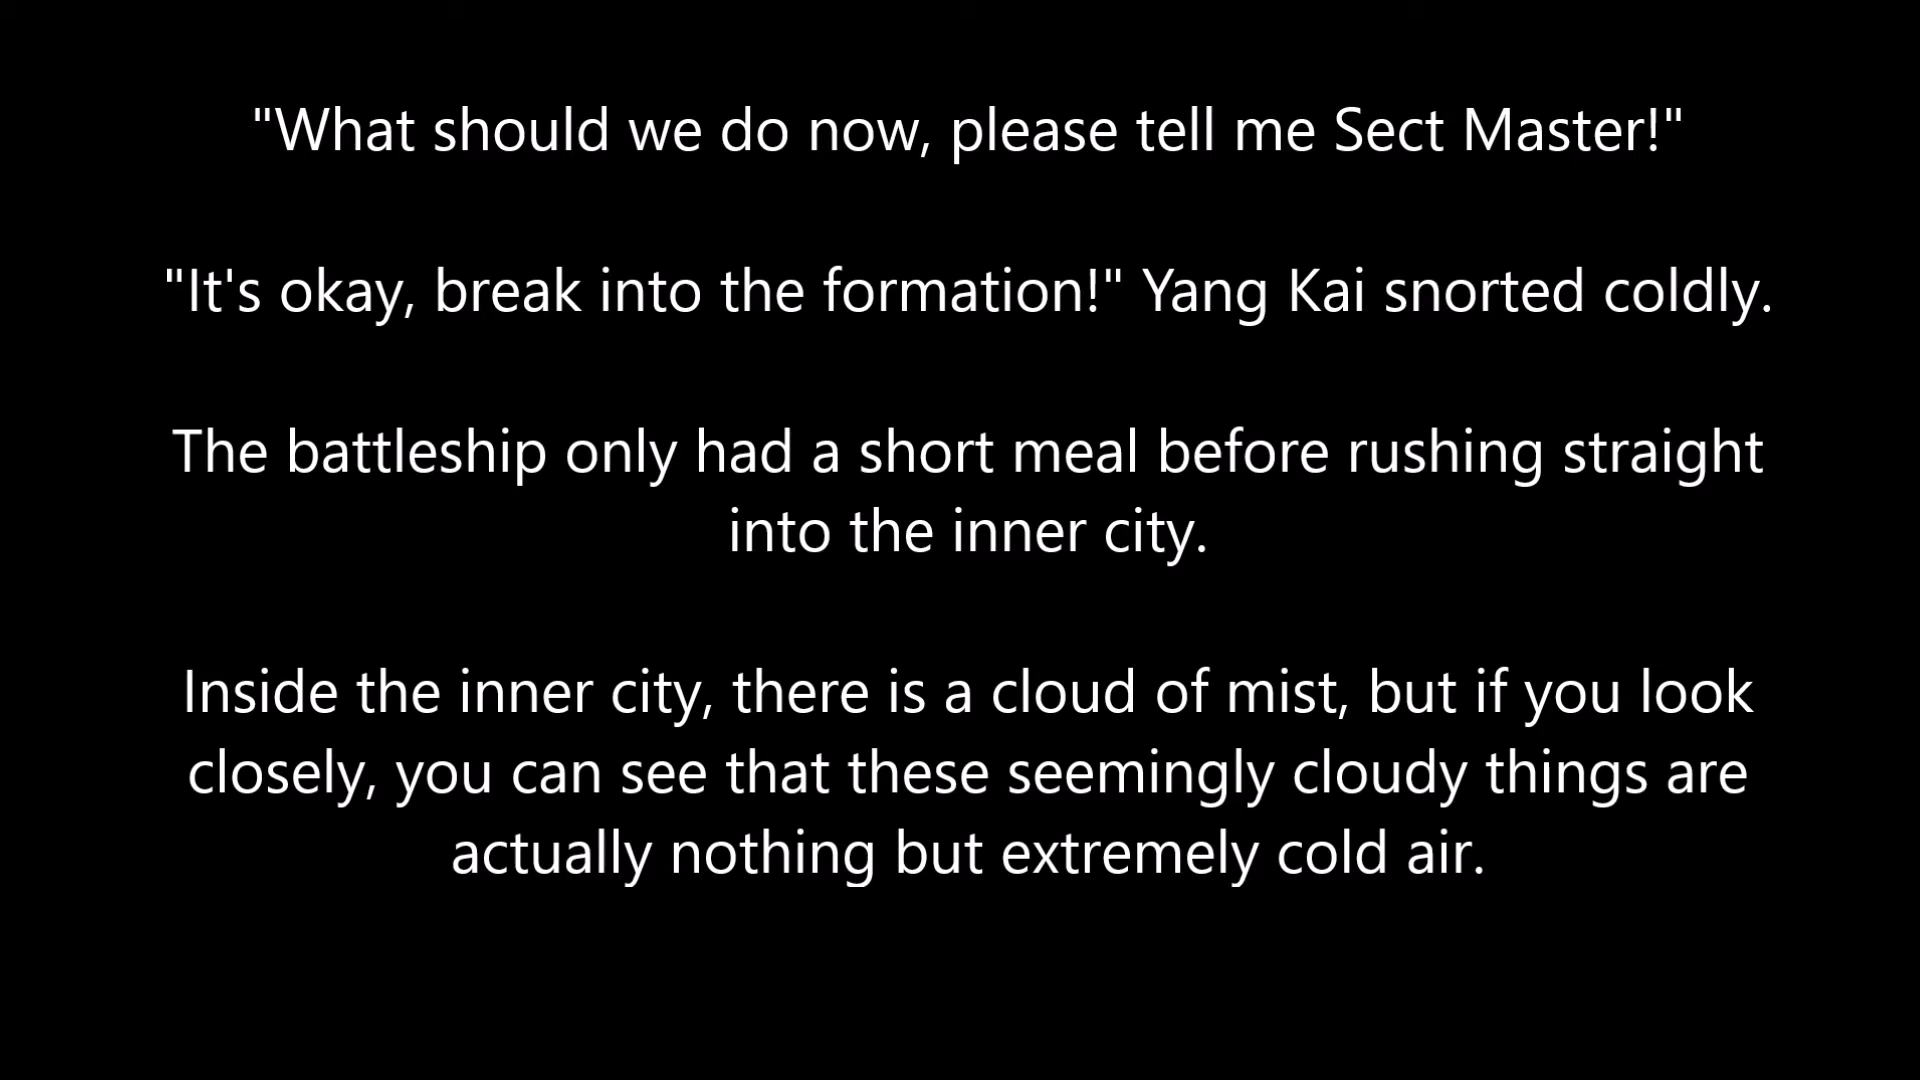 "What should we do now, please tell me Sect Master!"
"It's okay, break into the formation!" Yang Kai snorted coldly.
The battleship only had a short meal before rushing straight
into the inner city.
Inside the inner city, there is a cloud of mist, but if you look
closely, you can see that these seemingly cloudy things are
actually nothing but extremely cold air.